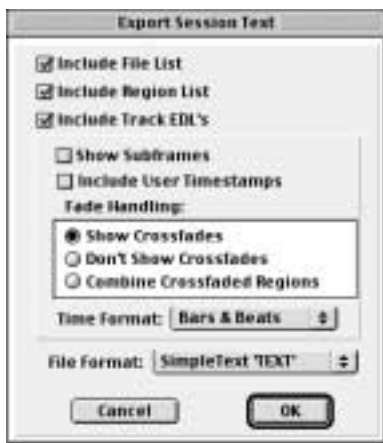 Export Session Text
Include File List
Include Region List
Include Track EDL's
Show Subframes
Include User Timestamps
Fade Handling:
Show Crossfades
Don't Show Crossfades
Combine Crossfaded Regions
Time Format: Bars & Beats
File Format: SimpleText 'TEXT'
Cancel OK